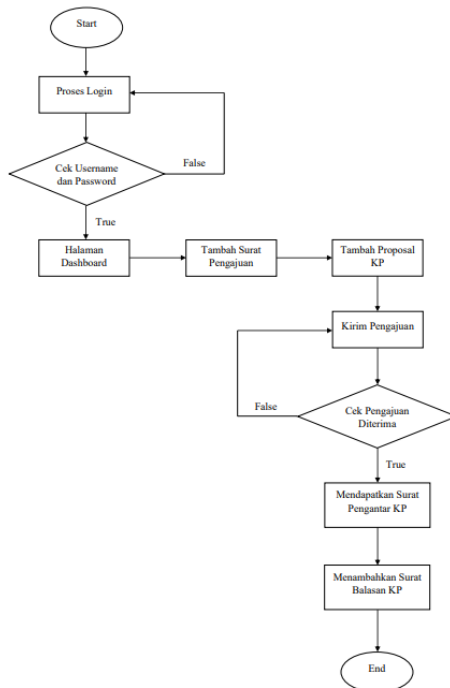 Start
Proses Login
Cek Username
dan Password
False
True
Halaman
Dashboard
Tambah Surat
Pengajuan
Tambah Proposal
KP
Kirim Pengajuan
False
Cek Pengajuan
Diterima
True
Mendapatkan Surat
Pengantar KP
Menambahkan Surat
Balasan KP
End